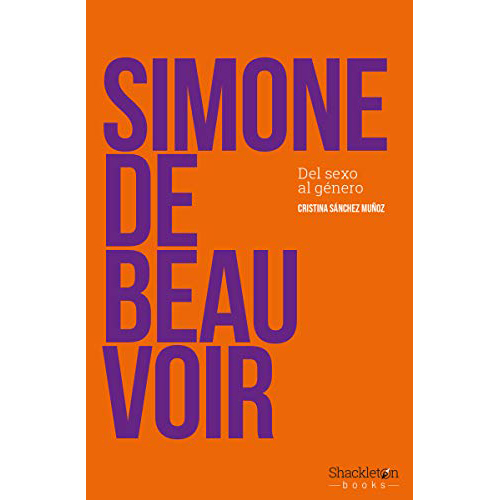 SIMONE
DE
BEAU
VOIR
Del sexo
al género
CRISTINA SÁNCHEZ MUÑOZ
Shackleton
books